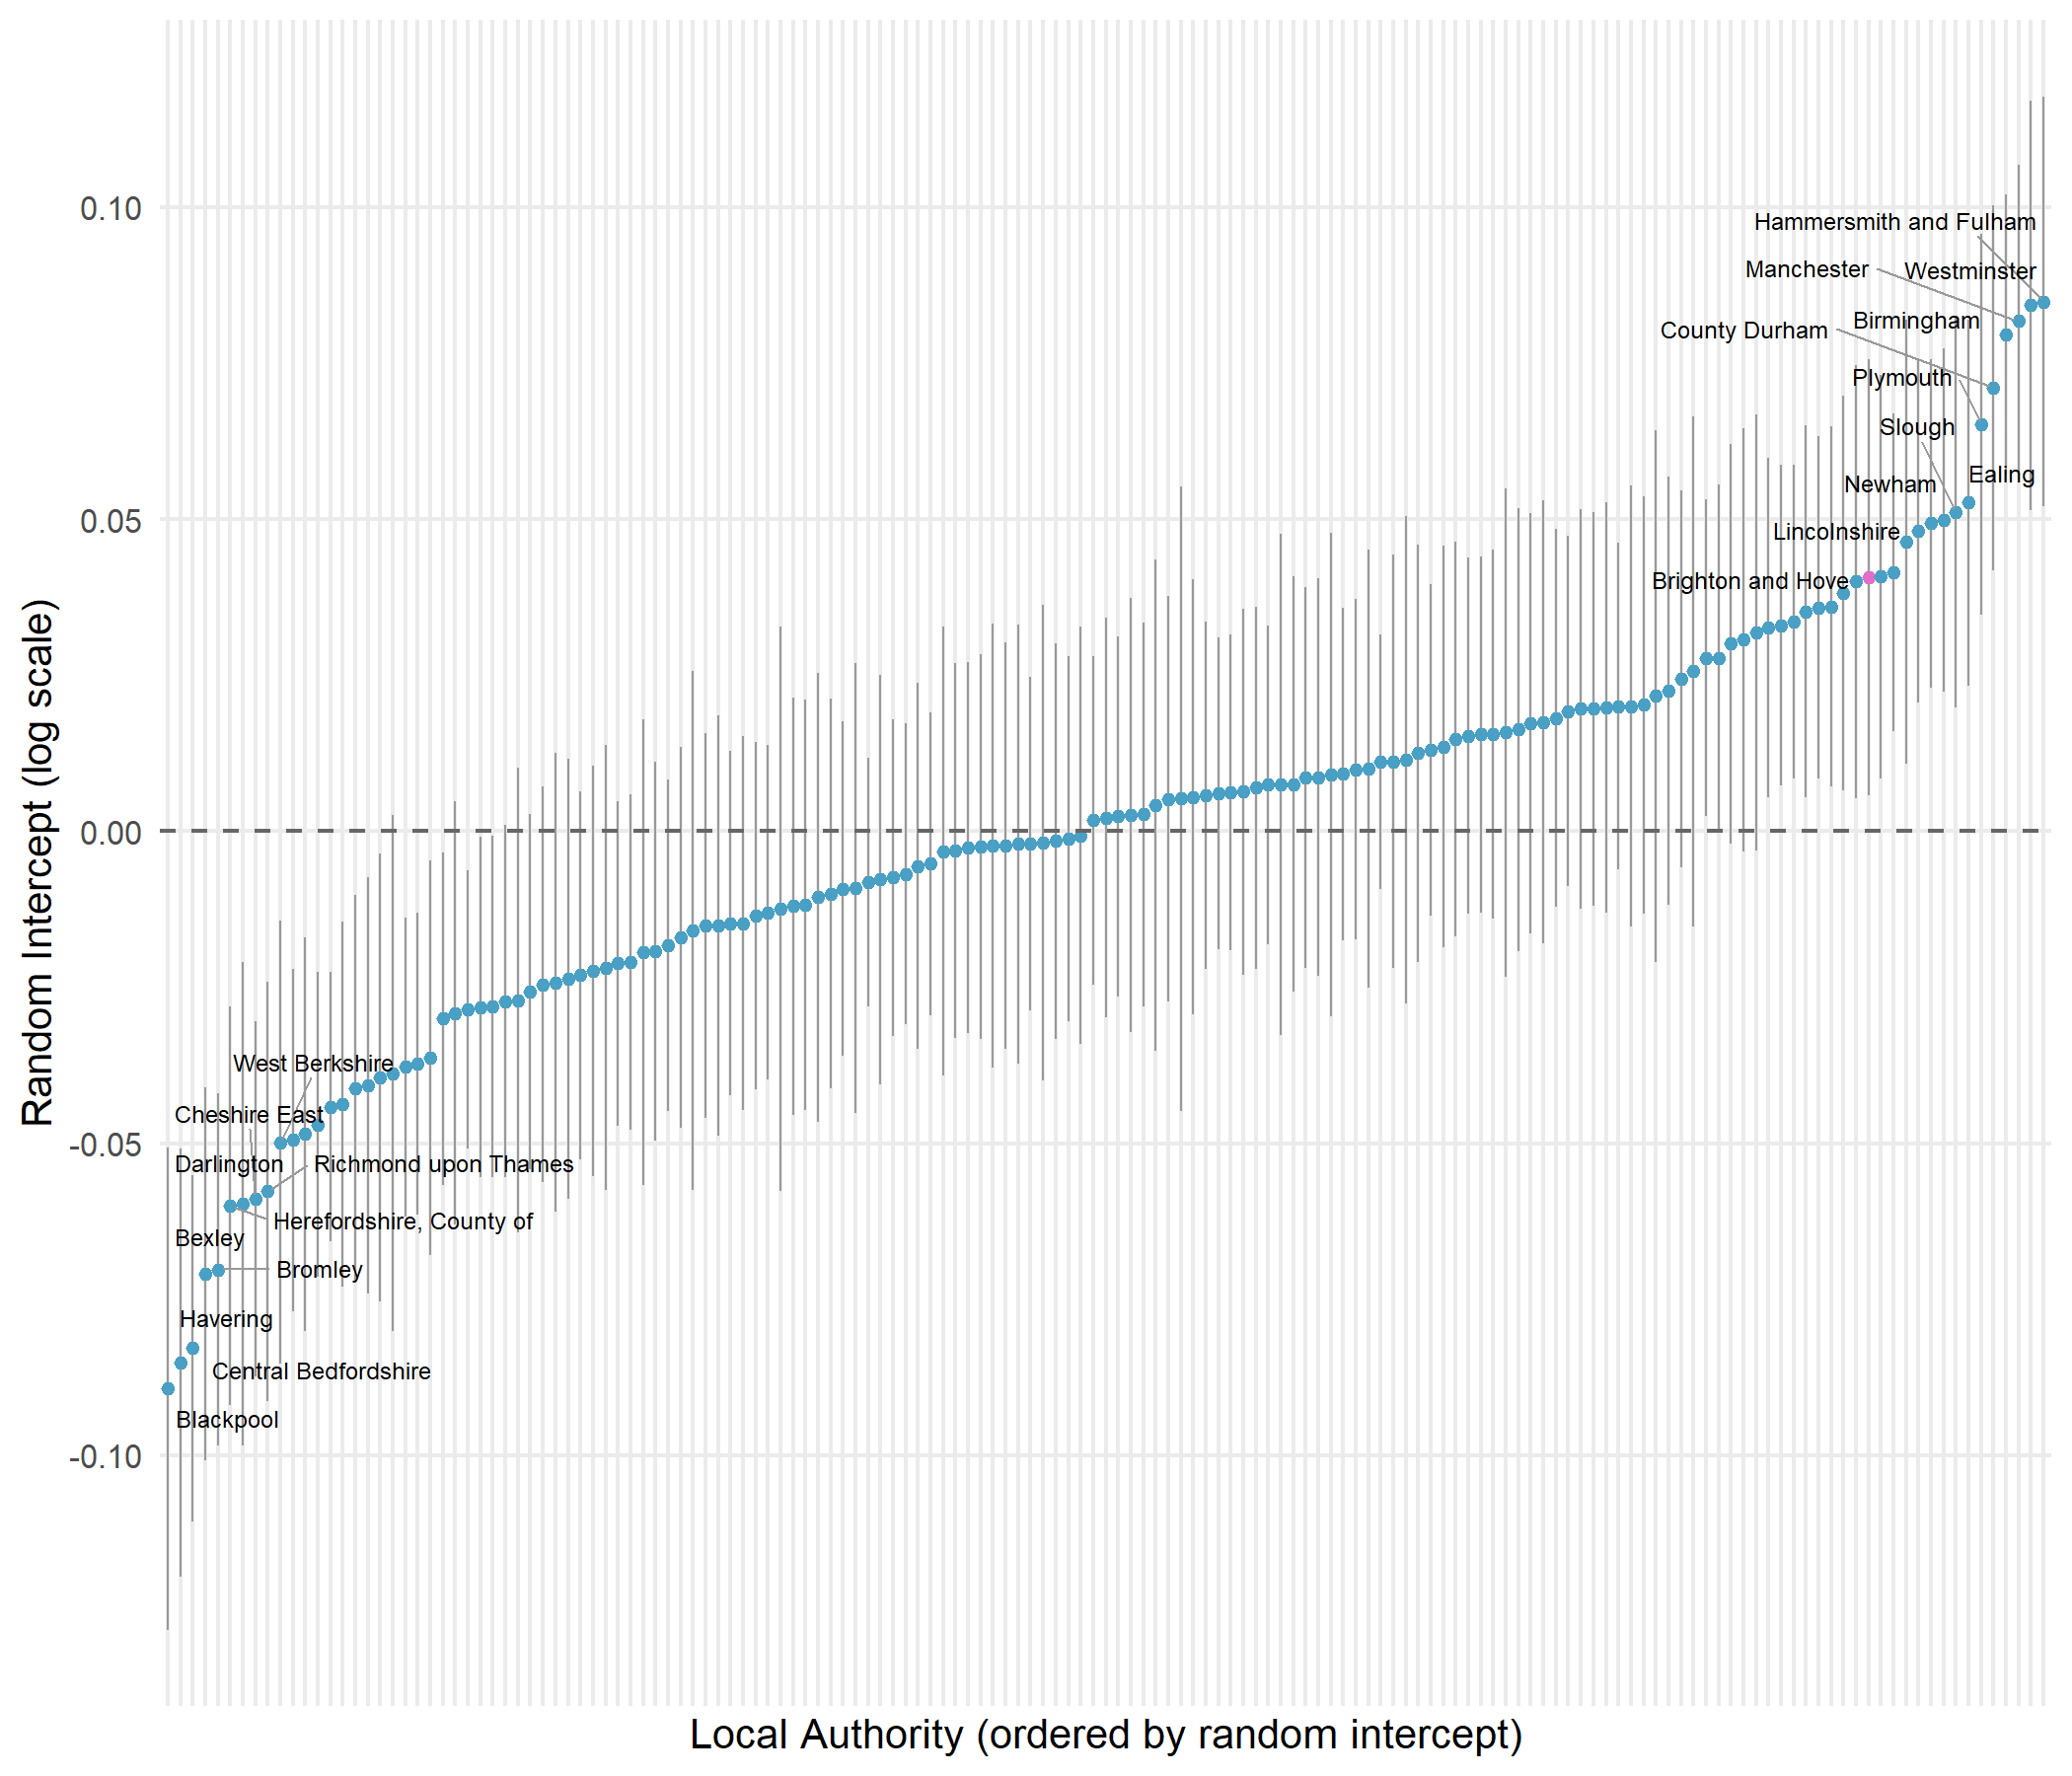 0.10
0.05
0.00
-0.05
-0.10
Random Intercept (log scale)
Hammersmith and Fulham
Manchester
Westminster
County Durham
Birmingham
Plymouth
Slough
Ealing
Newham
Lincolnshire
Brighton and Hove
West Berkshire
Cheshire East
Darlington
Richmond upon Thames
Herefordshire, County of
Bexley
Bromley
Havering
Central Bedfordshire
Blackpool
Local Authority (ordered by random intercept)